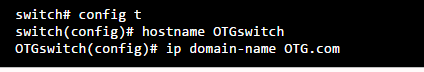 switch# config t
switch(config)# hostname OTGswitch
OTGswitch(config)# ip domain-name OTG.com